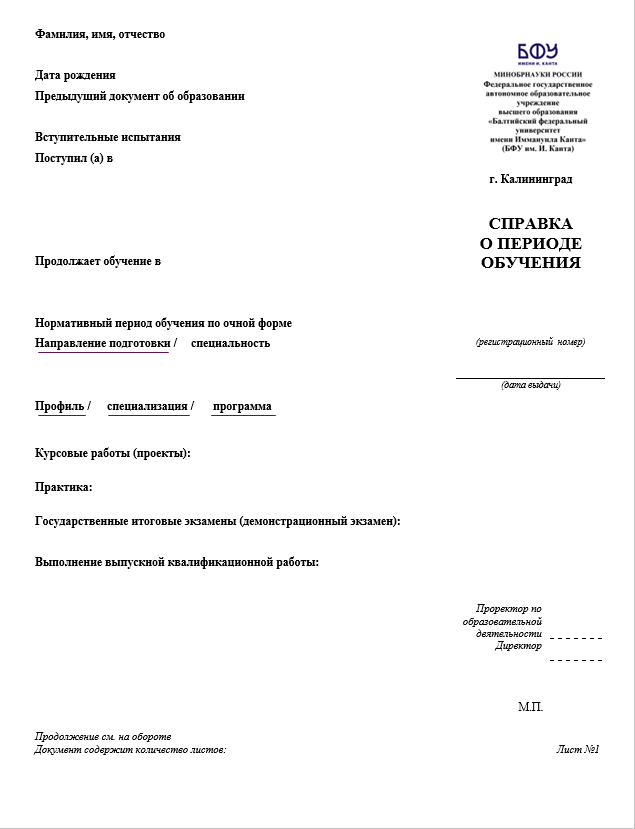 Фамилия, имя, отчество
Дата рождения
Предыдущий документ об образовании
Вступительные испытания
Поступил (а) в
Продолжает обучение в
Нормативный период обучения по очной форме
Направление подготовки / специальность
Профиль / специализация / программа
Курсовые работы (проекты):
Практика:
Государственные итоговые экзамены (демонстрационный экзамен):
Выполнение выпускной квалификационной работы:
БФУ
ИМЕНИ И. КАНТА
МИНОБРНАУКИ РОССИИ
Федеральное государственное
автономное образовательное
учреждение
высшего образования
«Балтийский федеральный
университет
имени Иммануила Канта»
(БФУ им. И. Канта)
г. Калининград
СПРАВКА
О ПЕРИОДЕ
ОБУЧЕНИЯ
(регистрационный номер)
(дата выдачи)
Проректор по
образовательной
деятельности
Директор
М.П.
Продолжение см. на обороте
Документ содержит количество листов:
Лист №1